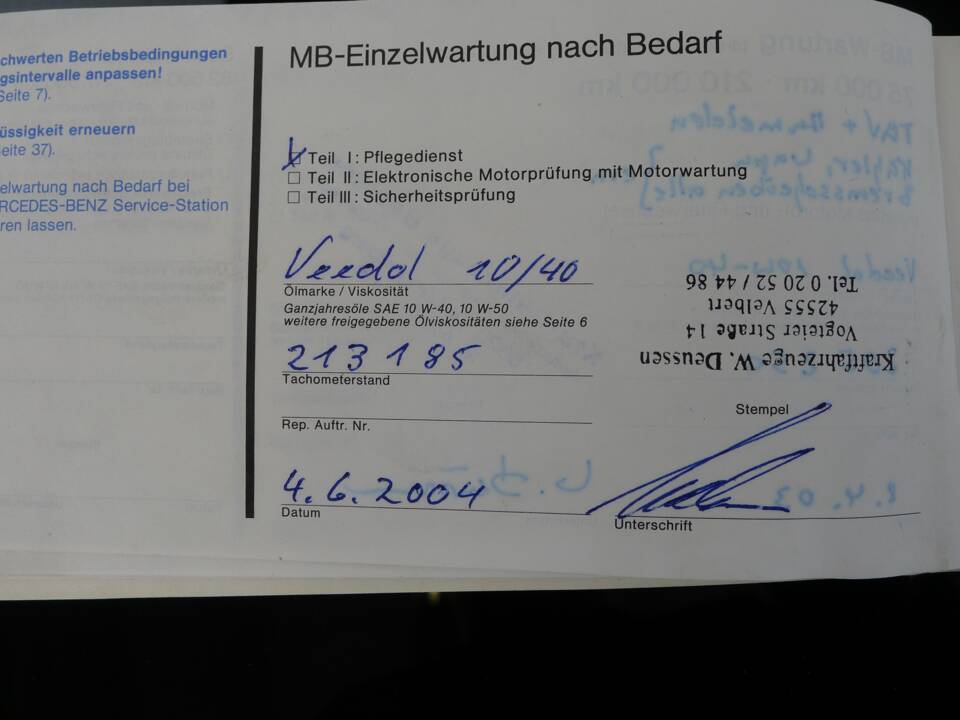 chwerten Betriebsbedingungen
gsintervalle anpassen!
Seite 7).
üssigkeit erneuern
eite 37).
elwartung nach Bedarf bei
RCEDES-BENZ Service-Station
ren lassen.
MB-Einzelwartung nach Bedarf
Teil I: Pflegedienst
Teil II: Elektronische Motorprüfung mit Motorwartung
Teil III: Sicherheitsprüfung
Veedol 10/40
Ölmarke / Viskosität
Ganzjahresöle SAE 10 W-40, 10 W-50
weitere freigegebene Ölviskositäten siehe Seite 6
213 185
Tachometerstand
Rep. Auftr. Nr.
4.6.2004
Datum
Kraftfahrzeuge W. Deussen
Vogteier Straße 14
42555 Velbert
Tel. 0 20 52 / 44 86
Stempel
Unterschrift